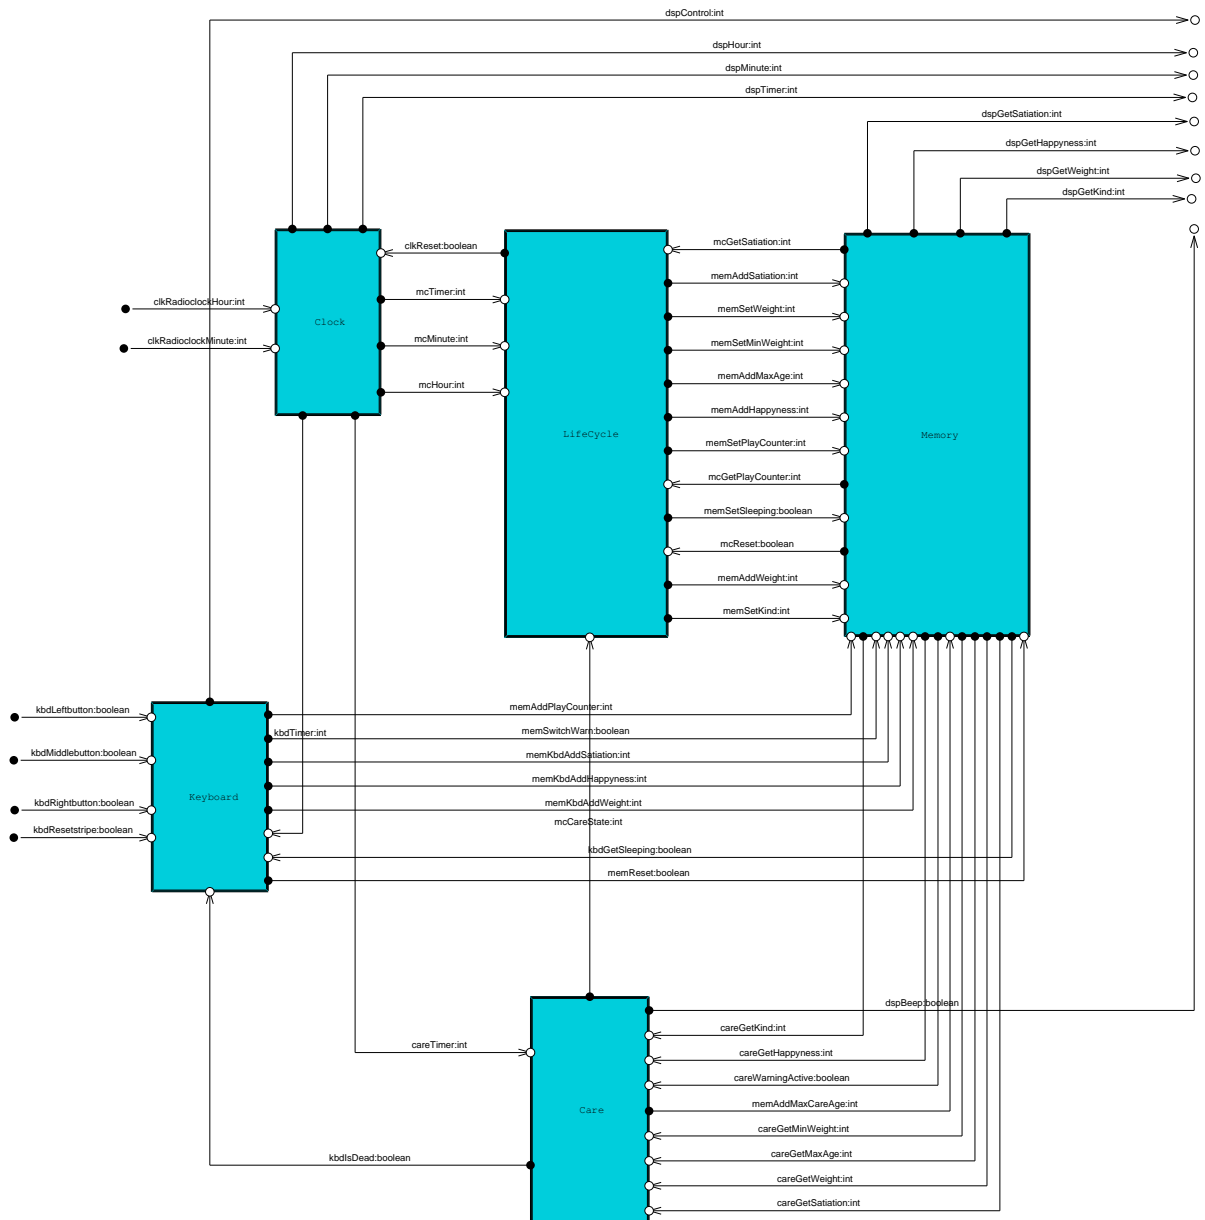 dspControl:int
dspHour:int
dspMinute:int
dspTimer:int
dspGetSatiation:int
dspGetHappyness:int
dspGetWeight:int
dspGetKind:int
clkReset:boolean
mcGetSatiation:int
memAddSatiation:int
clkRadioclockHour:int
mcTimer:int
memSetWeight:int
Clock
clkRadioclockMinute:int
mcMinute:int
memSetMinWeight:int
mcHour:int
memAddMaxAge:int
memAddHappyness:int
LifeCycle
Memory
memSetPlayCounter:int
mcGetPlayCounter:int
memSetSleeping:boolean
mcReset:boolean
memAddWeight:int
memSetKind:int
kbdLeftbutton:boolean
memAddPlayCounter:int
kbdTimer:int
memSwitchWarn:boolean
kbdMiddlebutton:boolean
memKbdAddSatiation:int
memKbdAddHappyness:int
Keyboard
kbdRightbutton:boolean
memKbdAddWeight:int
mcCareState:int
kbdResetstripe:boolean
kbdGetSleeping:boolean
memReset:boolean
dspBeep:boolean
careGetKind:int
careTimer:int
careGetHappyness:int
careWarningActive:boolean
memAddMaxCareAge:int
Care
careGetMinWeight:int
kbdIsDead:boolean
careGetMaxAge:int
careGetWeight:int
careGetSatiation:int